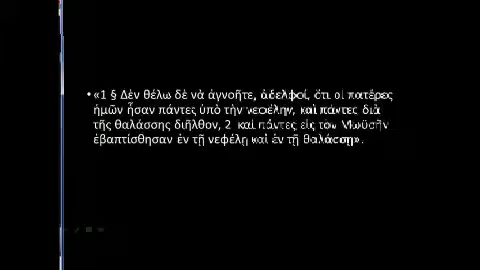 • «1 § Δὲν θέλω δὲ νὰ ἀγνοῆτε, ἀδελφοί, ὅτι οἱ πατέρες
ἡμῶν ἦσαν πάντες ὑπὸ τὴν νεφέλην, καὶ πάντες διὰ
τῆς θαλάσσης διῆλθον, 2 καὶ πάντες εἰς τὸν Μωϋσῆν
ἐβαπτίσθησαν ἐν τῇ νεφέλῃ καὶ ἐν τῇ θαλάσσῃ».